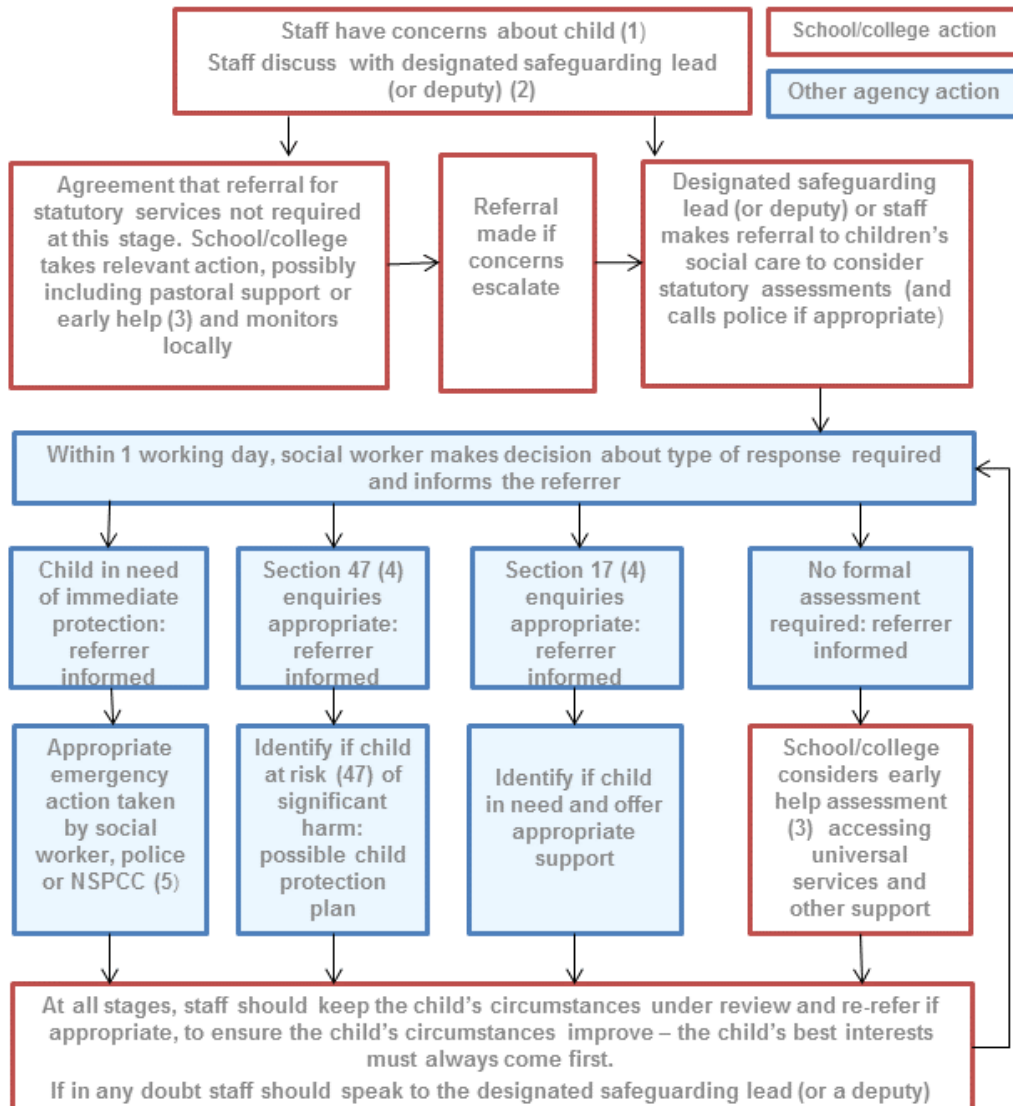 Staff have concerns about child (1)
Staff discuss with designated safeguarding lead
(or deputy) (2)
School/college action
Other agency action
Agreement that referral for
statutory services not required
at this stage. School/college
takes relevant action, possibly
including pastoral support or
early help (3) and monitors
locally
Referral
made if
concerns
escalate
Designated safeguarding
lead (or deputy) or staff
makes referral to children's
social care to consider
statutory assessments (and
calls police if appropriate)
Within 1 working day, social worker makes decision about type of response required
and informs the referrer
Child in need
of immediate
protection:
referrer
informed
Section 47 (4)
enquiries
appropriate:
referrer
informed
Section 17 (4)
enquiries
appropriate:
referrer
informed
No formal
assessment
required: referrer
informed
Appropriate
emergency
action taken
by social
worker, police
or NSPCC (5)
Identify if child
at risk (47) of
significant
harm:
possible child
protection
plan
Identify if child
in need and offer
appropriate
support
School/college
considers early
help assessment
(3) accessing
universal
services and
other support
At all stages, staff should keep the child's circumstances under review and re-refer if
appropriate, to ensure the child's circumstances improve – the child's best interests
must always come first.
If in any doubt staff should speak to the designated safeguarding lead (or a deputy)